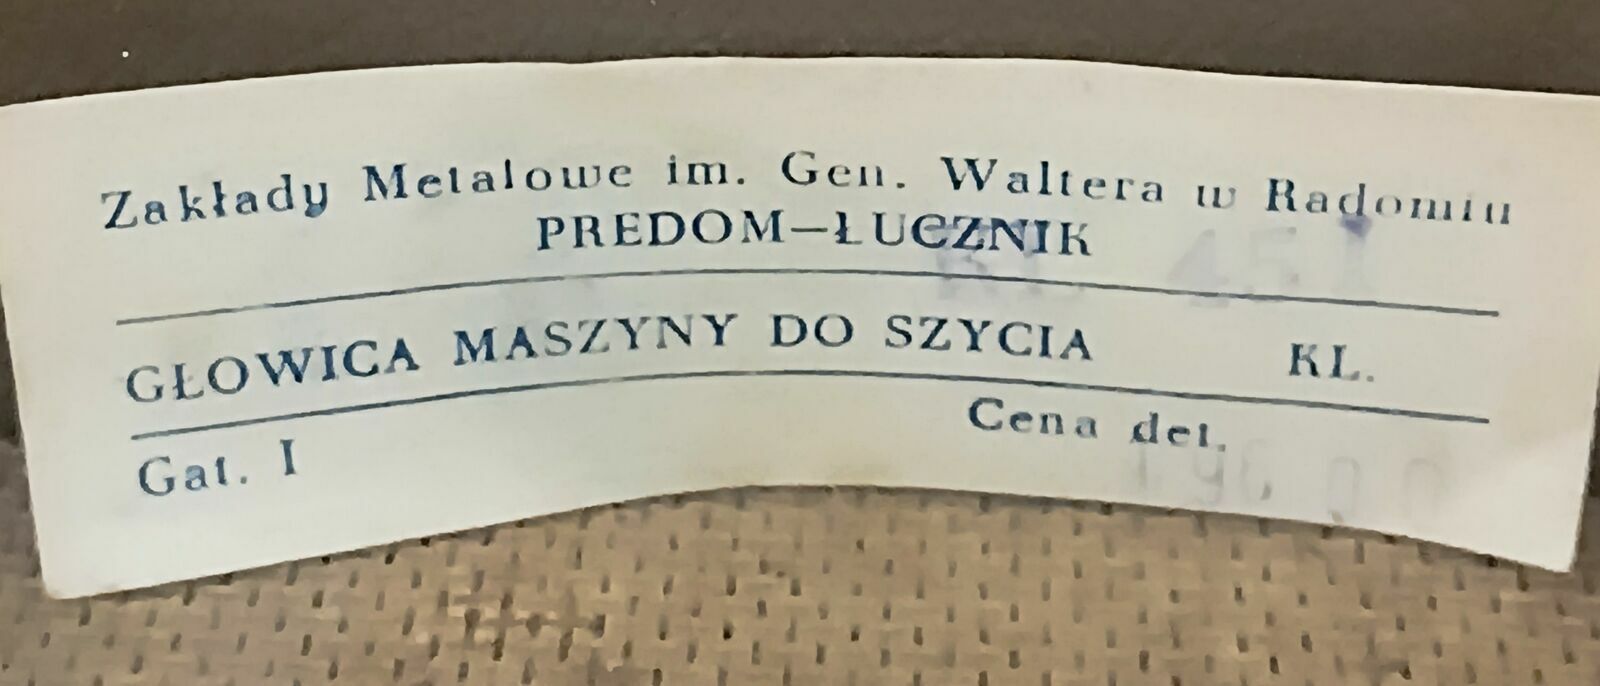 Zakłady Metalowe im. Gen. Waltera w Radomiu
PREDOM—ŁUCZNIK
GŁOWICA MASZYNY DO SZYCIA KL.
Gat. I Cena det.